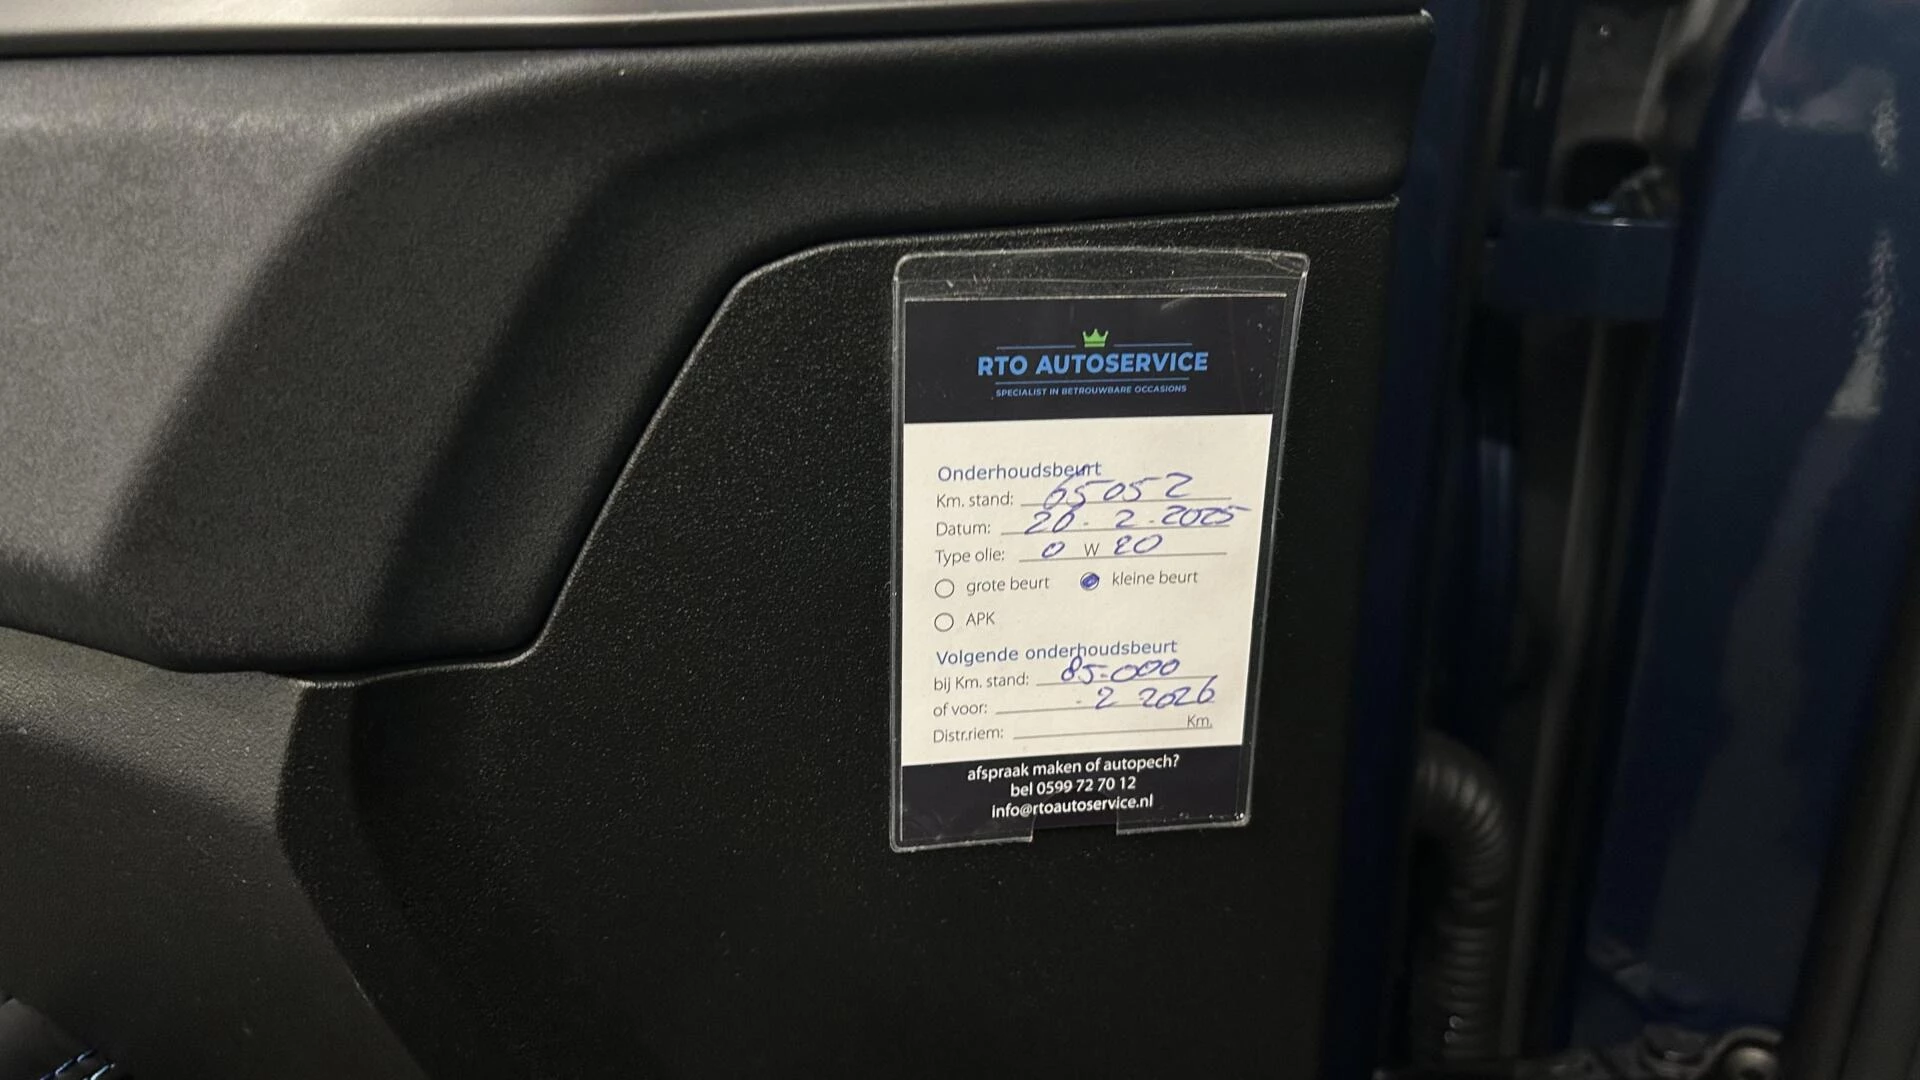 RTO AUTOSERVICE
SPECIALIST IN BETROUWBARE OCCASIONS
Onderhoudsbeurt
Km. stand: 65052
Datum: 20. 2. 2025
Type olie: 0 W 20
grote beurt kleine beurt
APK
Volgende onderhoudsbeurt
bij Km. stand: 85.000
of voor: - 2 2026
Distr.riem: Km.
afspraak maken of autopech?
bel 0599 72 70 12
info@rtoautoservice.nl